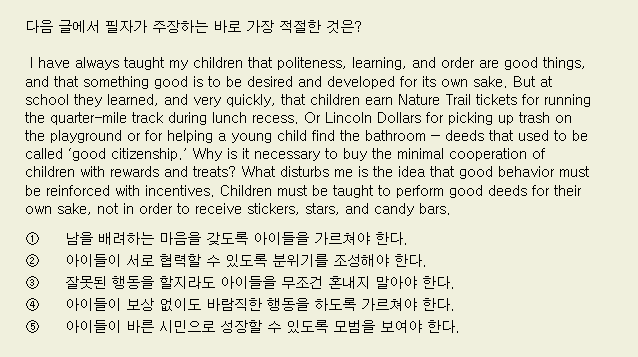 다음 글에서 필자가 주장하는 바로 가장 적절한 것은?
I have always taught my children that politeness, learning, and order are good things,
and that something good is to be desired and developed for its own sake. But at
school they learned, and very quickly, that children earn Nature Trail tickets for running
the quarter-mile track during lunch recess. Or Lincoln Dollars for picking up trash on
the playground or for helping a young child find the bathroom – deeds that used to be
called ‘good citizenship.’ Why is it necessary to buy the minimal cooperation of
children with rewards and treats? What disturbs me is the idea that good behavior must
be reinforced with incentives. Children must be taught to perform good deeds for their
own sake, not in order to receive stickers, stars, and candy bars.
① 남을 배려하는 마음을 갖도록 아이들을 가르쳐야 한다.
② 아이들이 서로 협력할 수 있도록 분위기를 조성해야 한다.
③ 잘못된 행동을 할지라도 아이들을 무조건 혼내지 말아야 한다.
④ 아이들이 보상 없이도 바람직한 행동을 하도록 가르쳐야 한다.
⑤ 아이들이 바른 시민으로 성장할 수 있도록 모범을 보여야 한다.